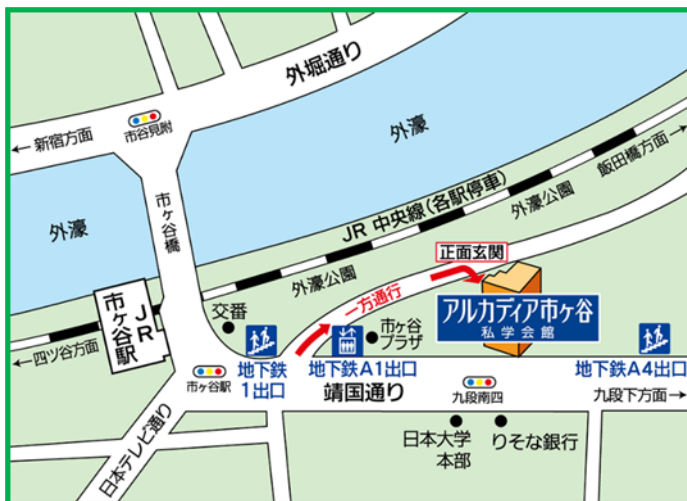 外堀通り
市谷見附
←新宿方面
外濠
飯田橋方面→
外濠
市ヶ谷橋
JR 中央線(各駅停車)
外濠公園
外濠公園
正面玄関
一方通行
アルカディア市ヶ谷
私学会館
JR
市ヶ谷駅
交番
市ヶ谷
プラザ
←四ツ谷方面
市ヶ谷駅
地下鉄
1出口
地下鉄A1出口
地下鉄A4出口
靖国通り
九段南四
九段下方面→
日本テレビ通り
日本大学
本部
りそな銀行